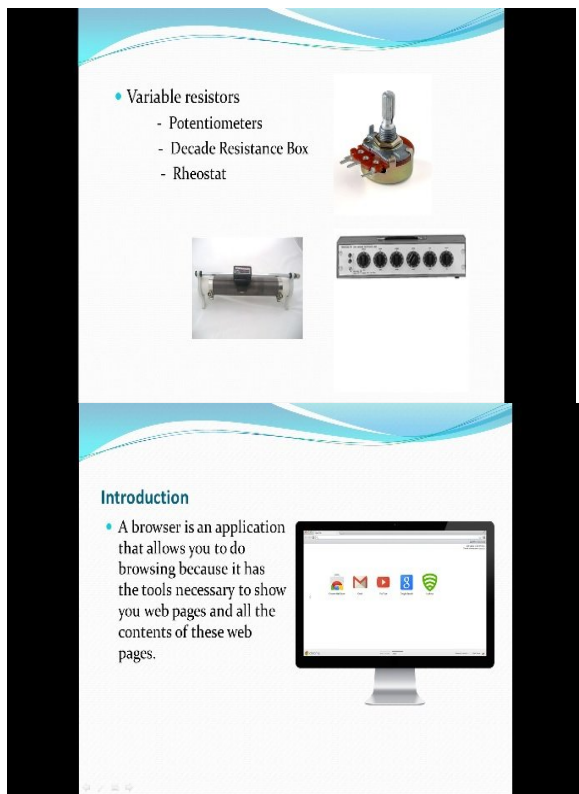 Variable resistors
- Potentiometers
- Decade Resistance Box
- Rheostat
Introduction
A browser is an application
that allows you to do
browsing because it has
the tools necessary to show
you web pages and all the
contents of these web
pages.